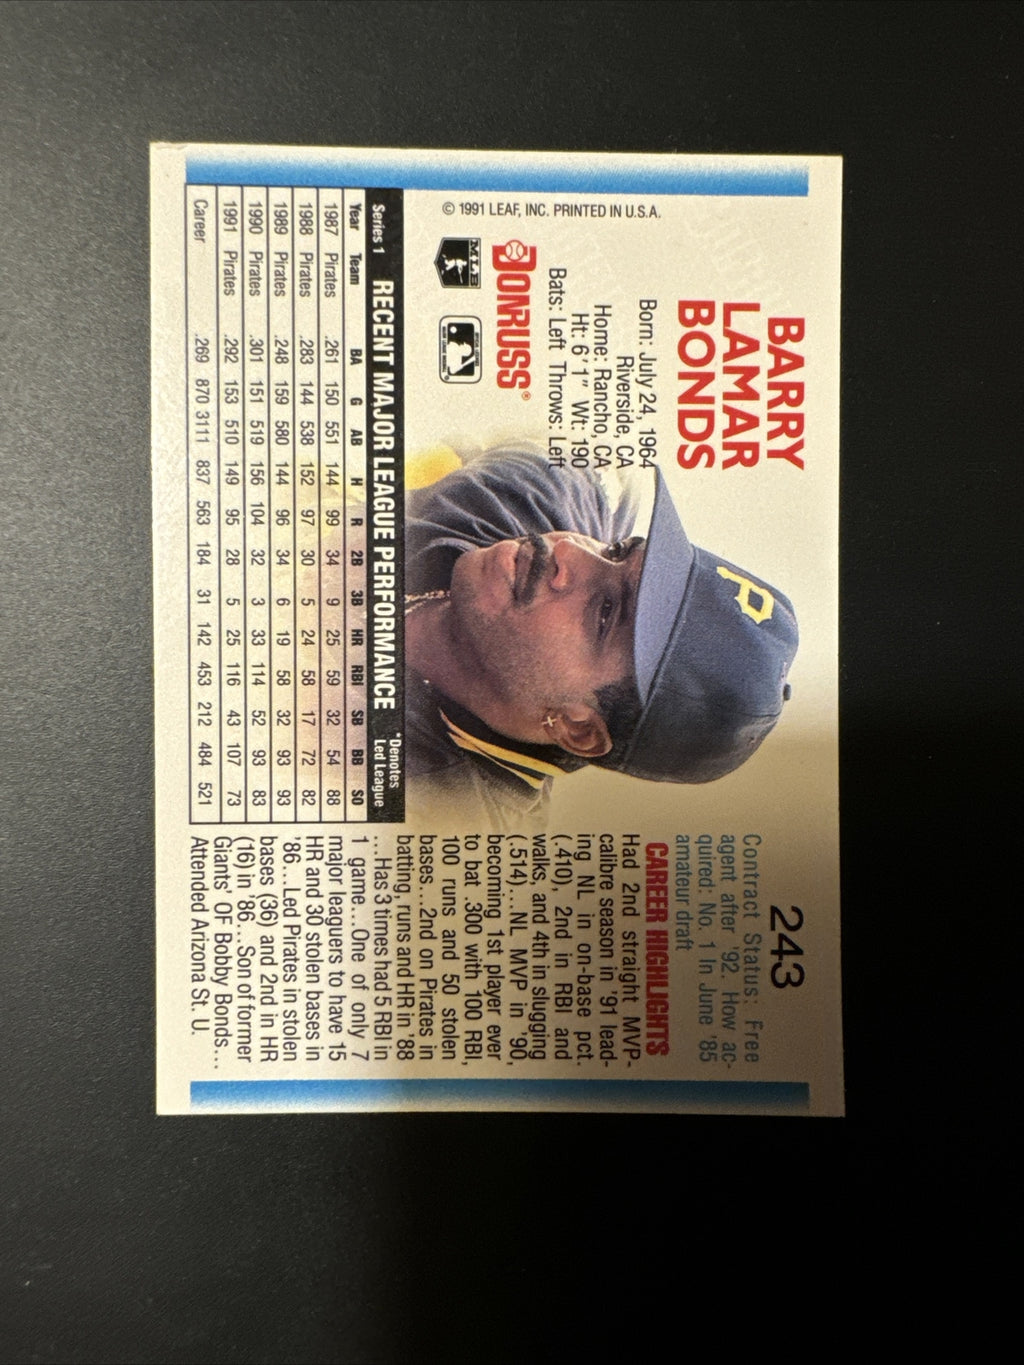 BARRY
LAMAR
BONDS
243
Born: July 24, 1964
Riverside, CA
Home: Rancho, CA
Ht: 6'1" Wt: 190
Bats: Left Throws: Left
DONRUSS®
MLB
© 1991 LEAF, INC. PRINTED IN U.S.A.
P
Contract Status: Free
agent after '92. How ac-
quired: No. 1 In June '85
amateur draft
CAREER HIGHLIGHTS
Had 2nd straight MVP-
calibre season in '91 lead-
ing NL in on-base pct.
(.410), 2nd in RBI and
walks, and 4th in slugging
(.514)...NL MVP in '90,
becoming 1st player ever
to bat .300 with 100 RBI,
100 runs and 50 stolen
bases...2nd on Pirates in
batting, runs and HR in '88
...Has 3 times had 5 RBI in
1 game...One of only 7
major leaguers to have 15
HR and 30 stolen bases in
'86...Led Pirates in stolen
bases (36) and 2nd in HR
(16) in '86...Son of former
Giants' OF Bobby Bonds...
Attended Arizona St. U.
Series 1 RECENT MAJOR LEAGUE PERFORMANCE *Denotes
Led League
Year Team BA G AB H R 2B 3B HR RBI SB BB SO
1987 Pirates .261 150 551 144 99 34 9 25 59 32 54 88
1988 Pirates .283 144 538 152 97 30 5 24 58 17 72 82
1989 Pirates .248 159 580 144 96 34 6 19 58 32 93 93
1990 Pirates .301 151 519 156 104 32 3 33 114 52 93 83
1991 Pirates .292 153 510 149 95 28 5 25 116 43 107 73
Career .269 870 3111 837 563 184 31 142 453 212 484 521